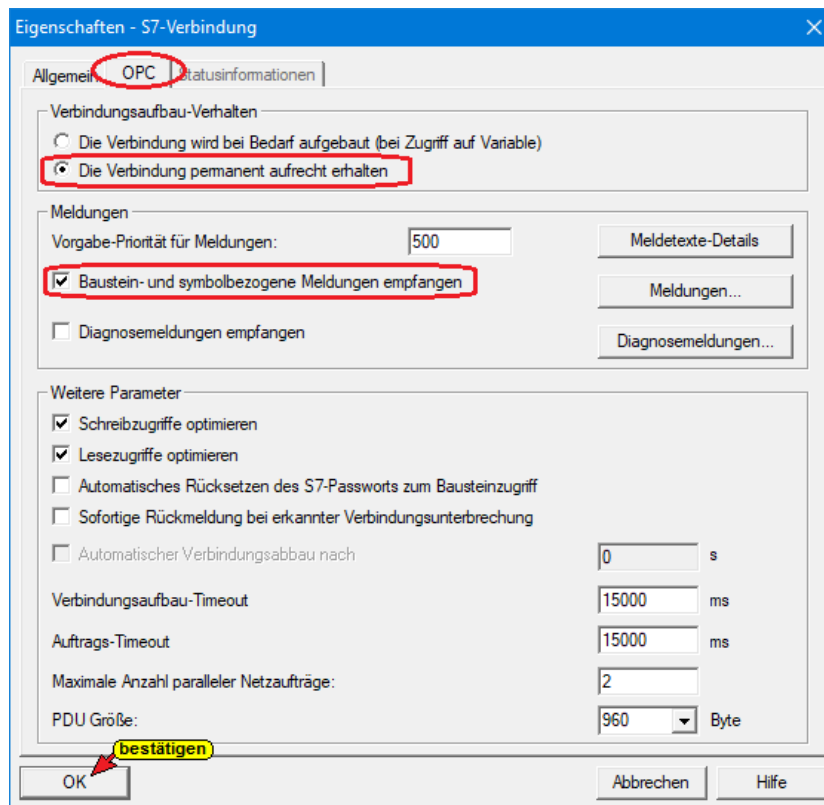 Eigenschaften - S7-Verbindung
Allgemein OPC Statusinformationen
Verbindungsaufbau-Verhalten
Die Verbindung wird bei Bedarf aufgebaut (bei Zugriff auf Variable)
Die Verbindung permanent aufrecht erhalten
Meldungen
Vorgabe-Priorität für Meldungen: 500 Meldetexte-Details
Baustein- und symbolbezogene Meldungen empfangen Meldungen...
Diagnosemeldungen empfangen Diagnosemeldungen...
Weitere Parameter
Schreibzugriffe optimieren
Lesezugriffe optimieren
Automatisches Rücksetzen des S7-Passworts zum Bausteinzugriff
Sofortige Rückmeldung bei erkannter Verbindungsunterbrechung
Automatischer Verbindungsabbau nach 0 s
Verbindungsaufbau-Timeout 15000 ms
Auftrags-Timeout 15000 ms
Maximale Anzahl paralleler Netzaufträge: 2
PDU Größe: 960 Byte
bestätigen
OK Abbrechen Hilfe